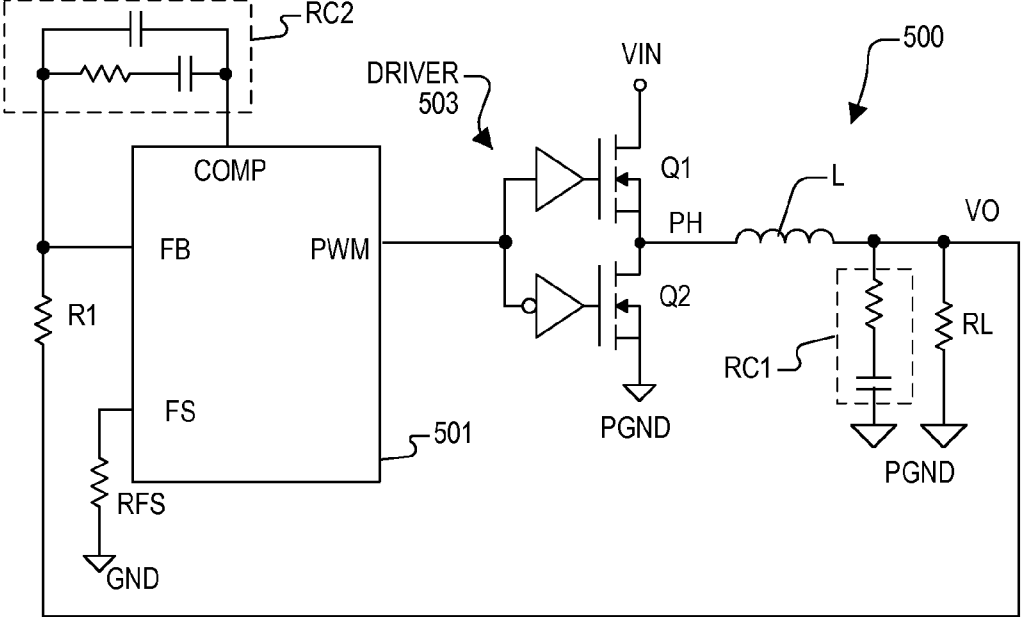 RC2
500
VIN
DRIVER
503
COMP
Q1
L
PH
VO
FB
PWM
Q2
R1
RL
RC1
FS
PGND
501
PGND
RFS
GND